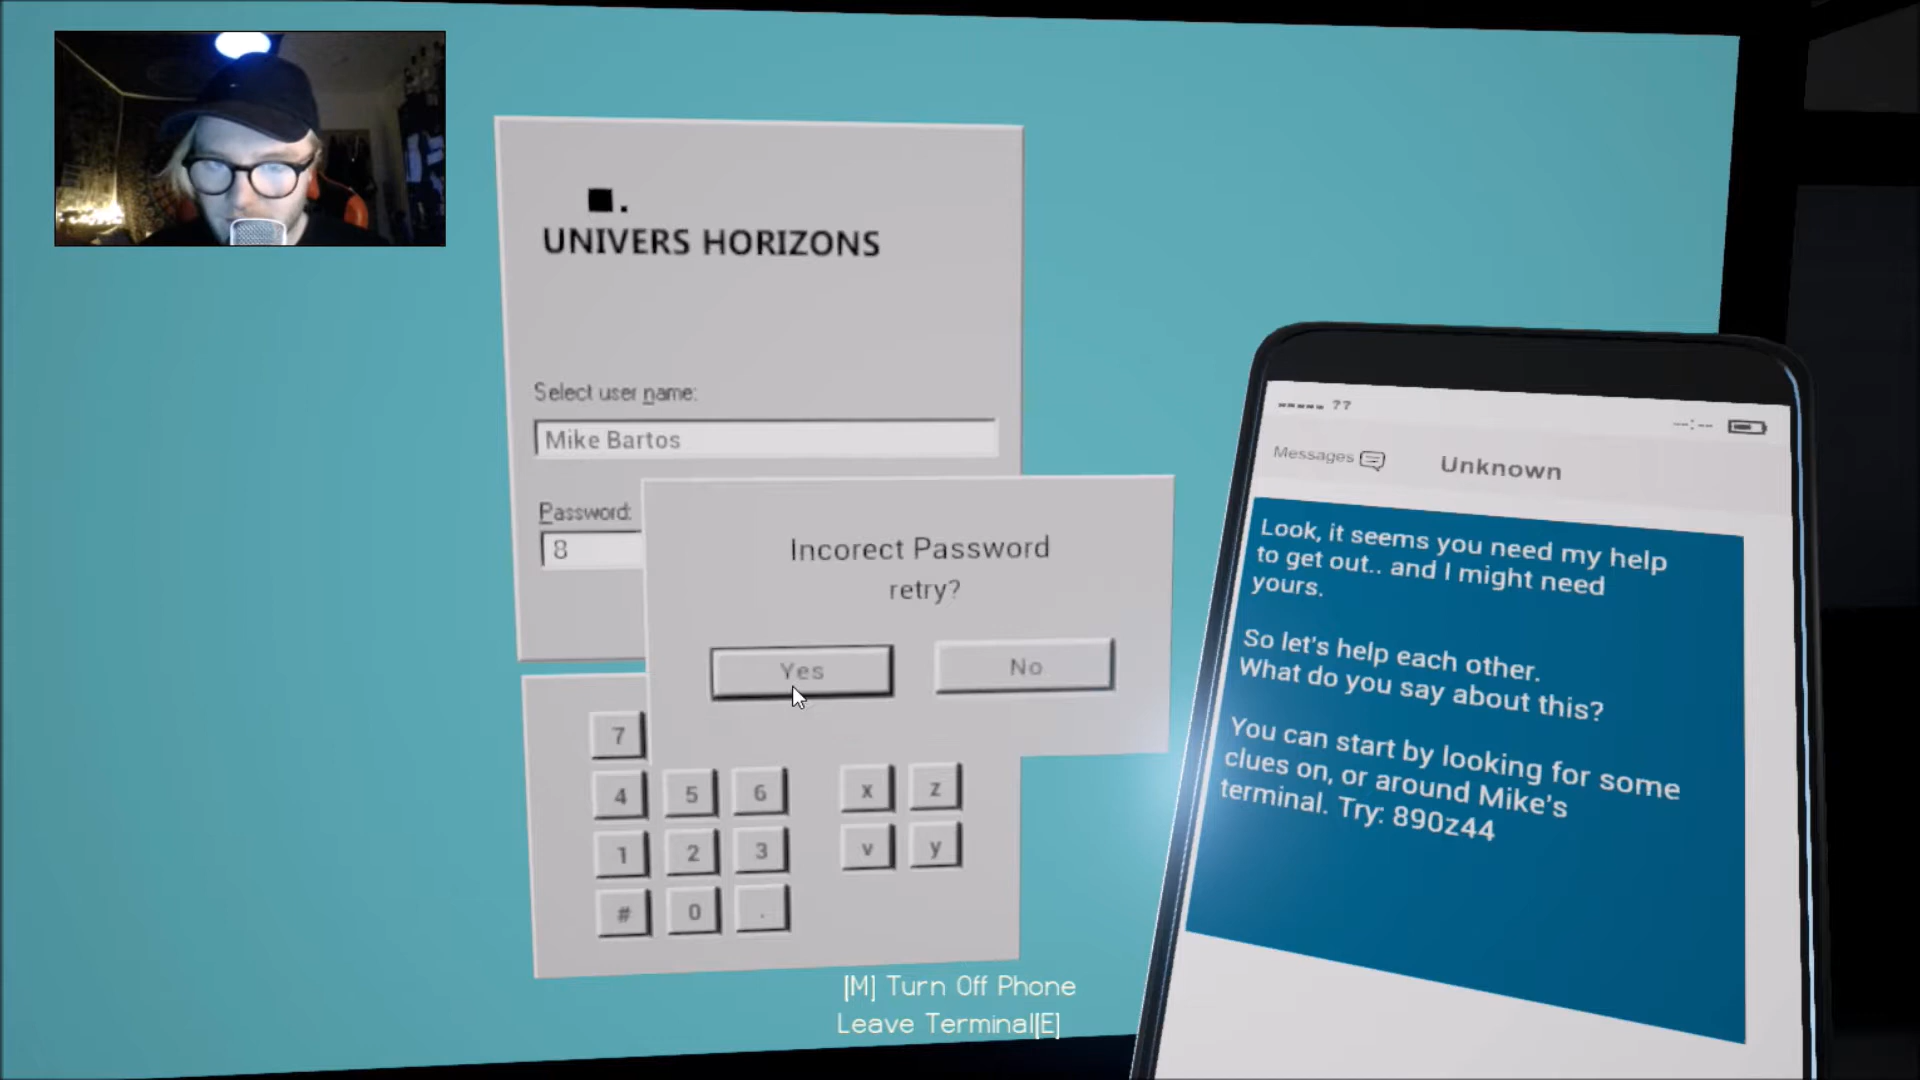 UNIVERS HORIZONS
Select user name:
Mike Bartos
Password:
8
Incorect Password
retry?
Yes
No
7
4 5 6 x z
1 2 3 v y
# 0 .
[M] Turn Off Phone
Leave Terminal[E]
----- ??
--:--
Messages
Unknown
Look, it seems you need my help
to get out.. and I might need
yours.
So let's help each other.
What do you say about this?
You can start by looking for some
clues on, or around Mike's
terminal. Try: 890z44